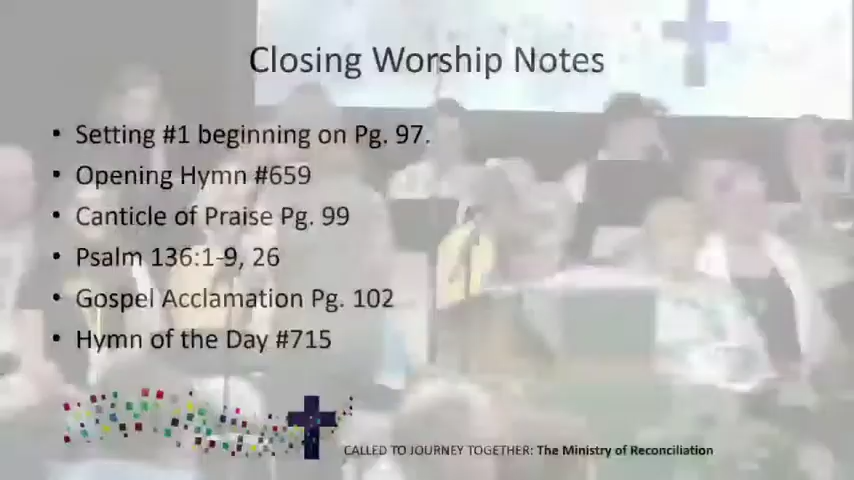 Closing Worship Notes
• Setting #1 beginning on Pg. 97.
• Opening Hymn #659
• Canticle of Praise Pg. 99
• Psalm 136:1-9, 26
• Gospel Acclamation Pg. 102
• Hymn of the Day #715
CALLED TO JOURNEY TOGETHER: The Ministry of Reconciliation